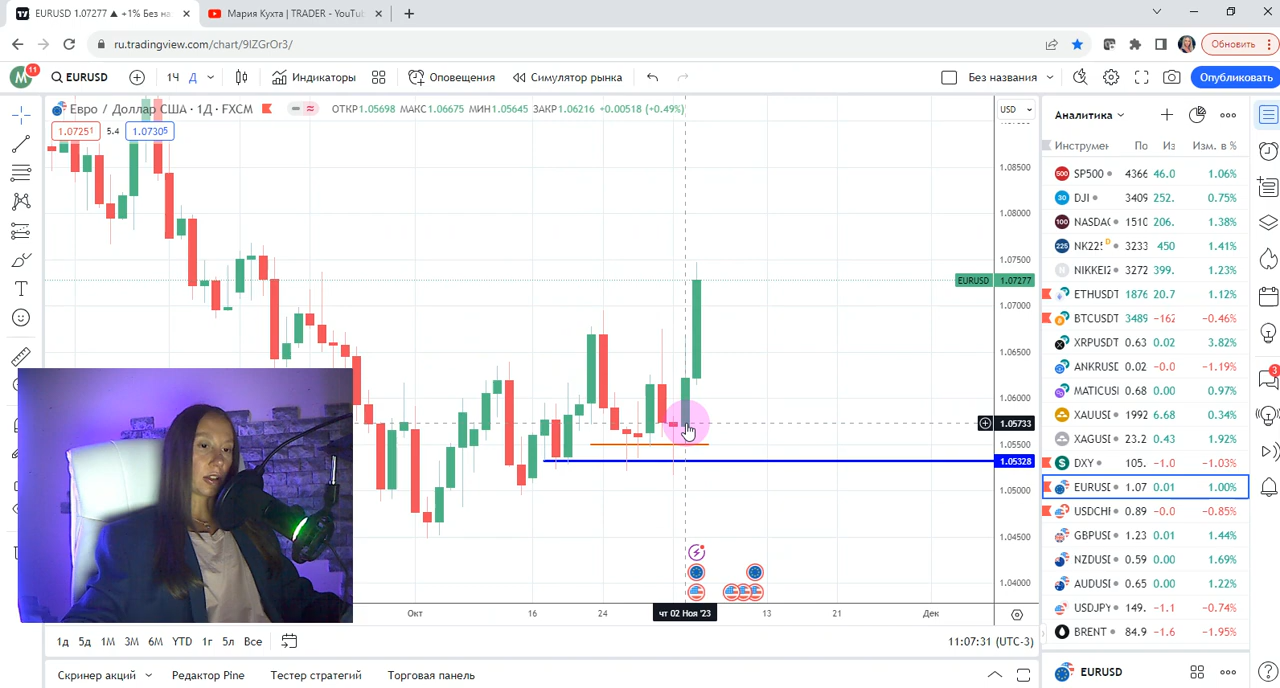 EURUSD 1.07277 ▲ +1% Без на
Мария Кухта | TRADER - YouTu
ru.tradingview.com/chart/9IZGrOr3/
Обновить
M 11
EURUSD
1Ч Д
Индикаторы
Оповещения
Симулятор рынка
Без названия
Опубликовать
Евро / Доллар США · 1Д · FXCM
ОТКР1.05698 МАКС1.06675 МИН1.05645 ЗАКР1.06216 +0.00518 (+0.49%)
USD
1.07251 5.4 1.07305
1.08500
1.08000
1.07500
EURUSD 1.07277
1.07000
1.06500
1.06000
1.05733
1.05500
1.05328
1.05000
1.04500
1.04000
Окт 16 24 чт 02 Ноя '23 13 21 Дек
1д 5д 1М 3М 6М YTD 1г 5л Все
11:07:31 (UTC-3)
Скринер акций Редактор Pine Тестер стратегий Торговая панель
Аналитика
Инструмен По Из Изм. в %
SP500 4366 46.0 1.06%
DJI 3409 252. 0.75%
NASDAC 1510 206. 1.38%
NK225 D 3233 450 1.41%
NIKKEI2 3272 399. 1.23%
ETHUSDT 1876 20.7 1.12%
BTCUSDT 3489 −162 −0.46%
XRPUSDT 0.63 0.02 3.82%
ANKRUSD 0.02 −0.0 −1.19%
MATICUS 0.68 0.00 0.97%
XAUUSD 1992 6.68 0.34%
XAGUSD 23.2 0.43 1.92%
DXY 105. −1.0 −1.03%
EURUSD 1.07 0.01 1.00%
USDCHF 0.89 −0.0 −0.85%
GBPUSD 1.23 0.01 1.44%
NZDUSD 0.59 0.00 1.69%
AUDUSD 0.65 0.00 1.22%
USDJPY 149. −1.1 −0.74%
BRENT 84.9 −1.6 −1.95%
EURUSD
3